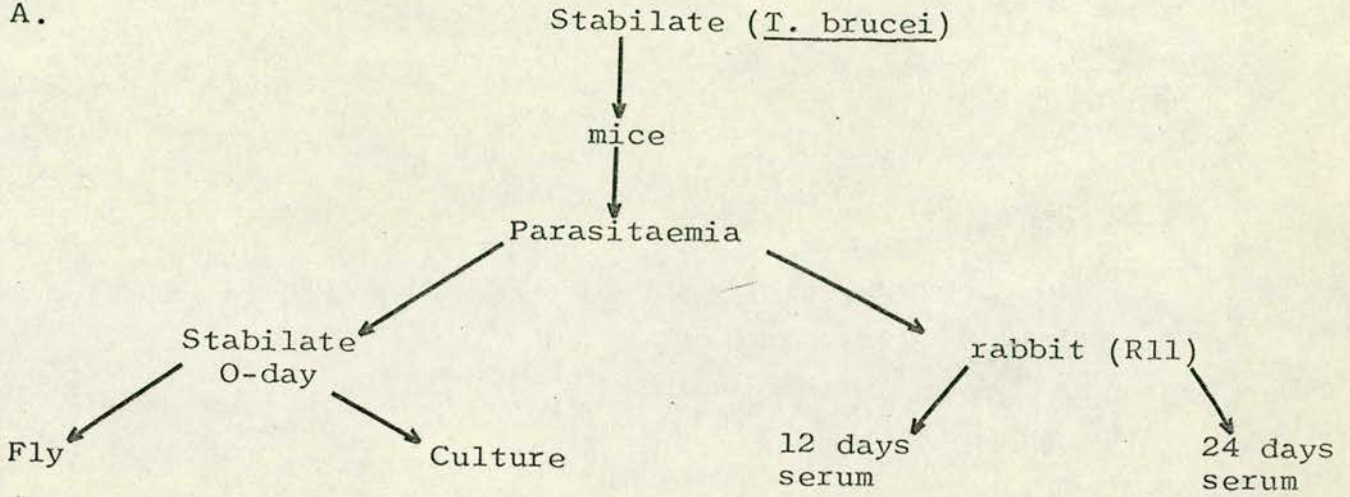 A.
Stabilate (T. brucei)
mice
Parasitaemia
Stabilate
O-day
rabbit (R11)
Fly
Culture
12 days
serum
24 days
serum